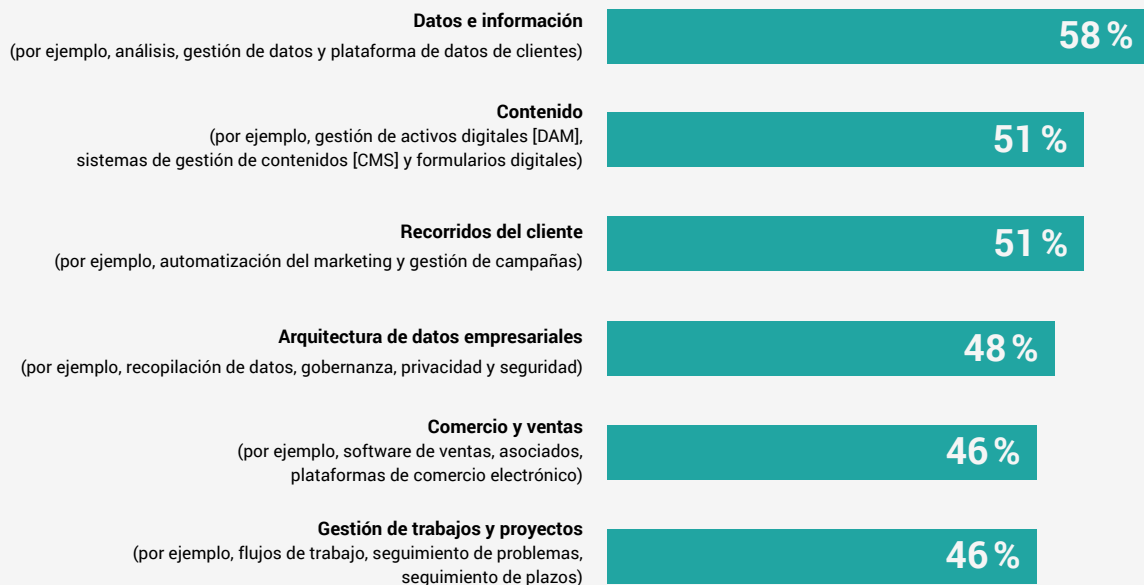 Datos e información
(por ejemplo, análisis, gestión de datos y plataforma de datos de clientes)
58 %
Contenido
(por ejemplo, gestión de activos digitales [DAM],
sistemas de gestión de contenidos [CMS] y formularios digitales)
51 %
Recorridos del cliente
(por ejemplo, automatización del marketing y gestión de campañas)
51 %
Arquitectura de datos empresariales
(por ejemplo, recopilación de datos, gobernanza, privacidad y seguridad)
48 %
Comercio y ventas
(por ejemplo, software de ventas, asociados,
plataformas de comercio electrónico)
46 %
Gestión de trabajos y proyectos
(por ejemplo, flujos de trabajo, seguimiento de problemas,
seguimiento de plazos)
46 %